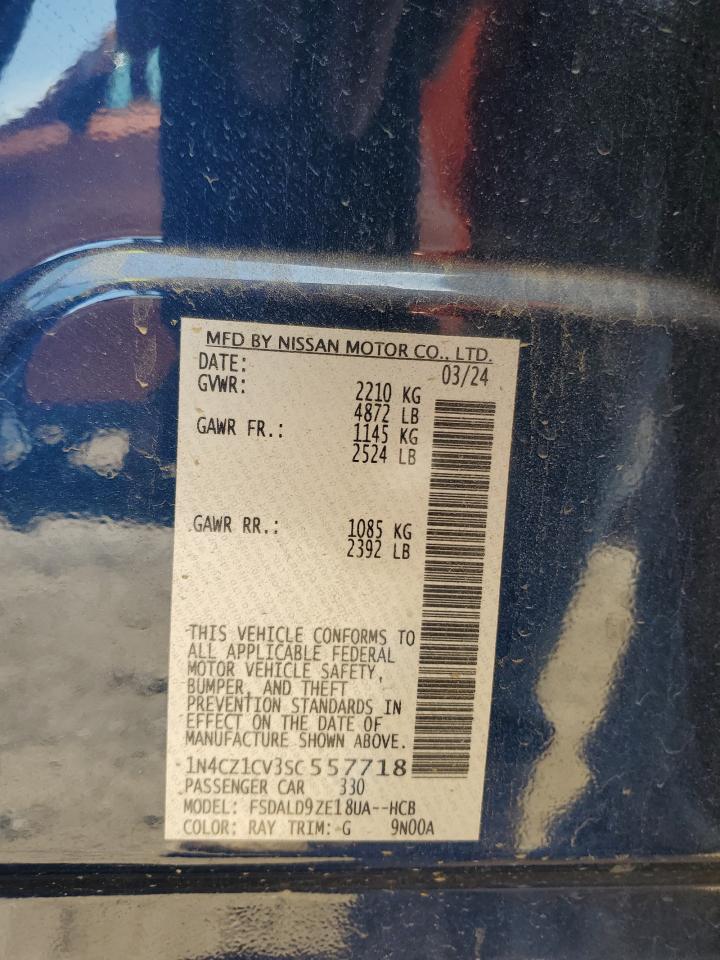 MFD BY NISSAN MOTOR CO., LTD.
DATE: 03/24
GVWR: 2210 KG
4872 LB
GAWR FR.: 1145 KG
2524 LB
GAWR RR.: 1085 KG
2392 LB
THIS VEHICLE CONFORMS TO
ALL APPLICABLE FEDERAL
MOTOR VEHICLE SAFETY,
BUMPER, AND THEFT
PREVENTION STANDARDS IN
EFFECT ON THE DATE OF
MANUFACTURE SHOWN ABOVE.
1N4CZ1CV3SC557718
PASSENGER CAR 330
MODEL: FSDALD9ZE18UA--HCB
COLOR: RAY TRIM: G 9N00A